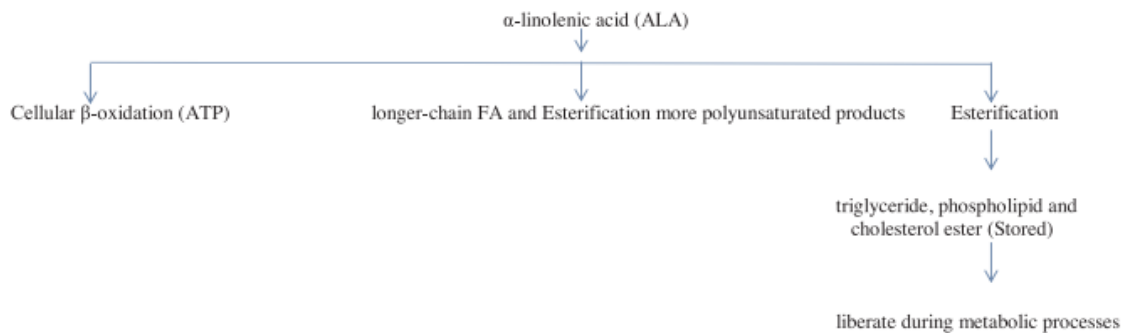 α-linolenic acid (ALA)
Cellular β-oxidation (ATP)
longer-chain FA and Esterification more polyunsaturated products
Esterification
triglyceride, phospholipid and
cholesterol ester (Stored)
liberate during metabolic processes